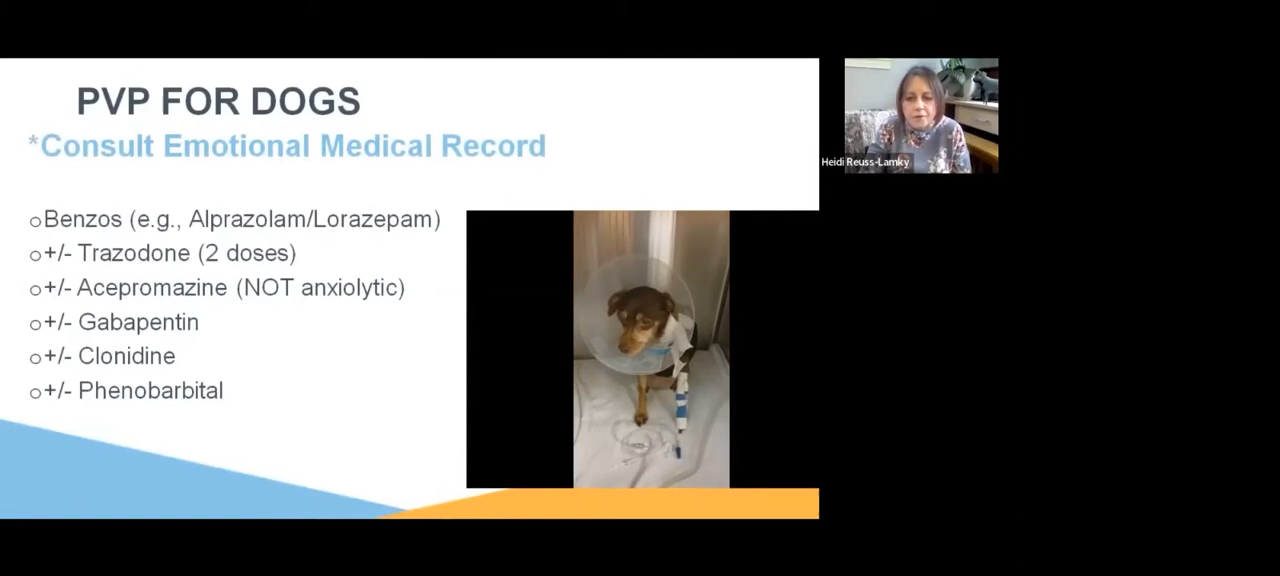 PVP FOR DOGS
*Consult Emotional Medical Record
oBenzos (e.g., Alprazolam/Lorazepam)
o+/- Trazodone (2 doses)
o+/- Acepromazine (NOT anxiolytic)
o+/- Gabapentin
o+/- Clonidine
o+/- Phenobarbital
Heidi Reuss-Lamky